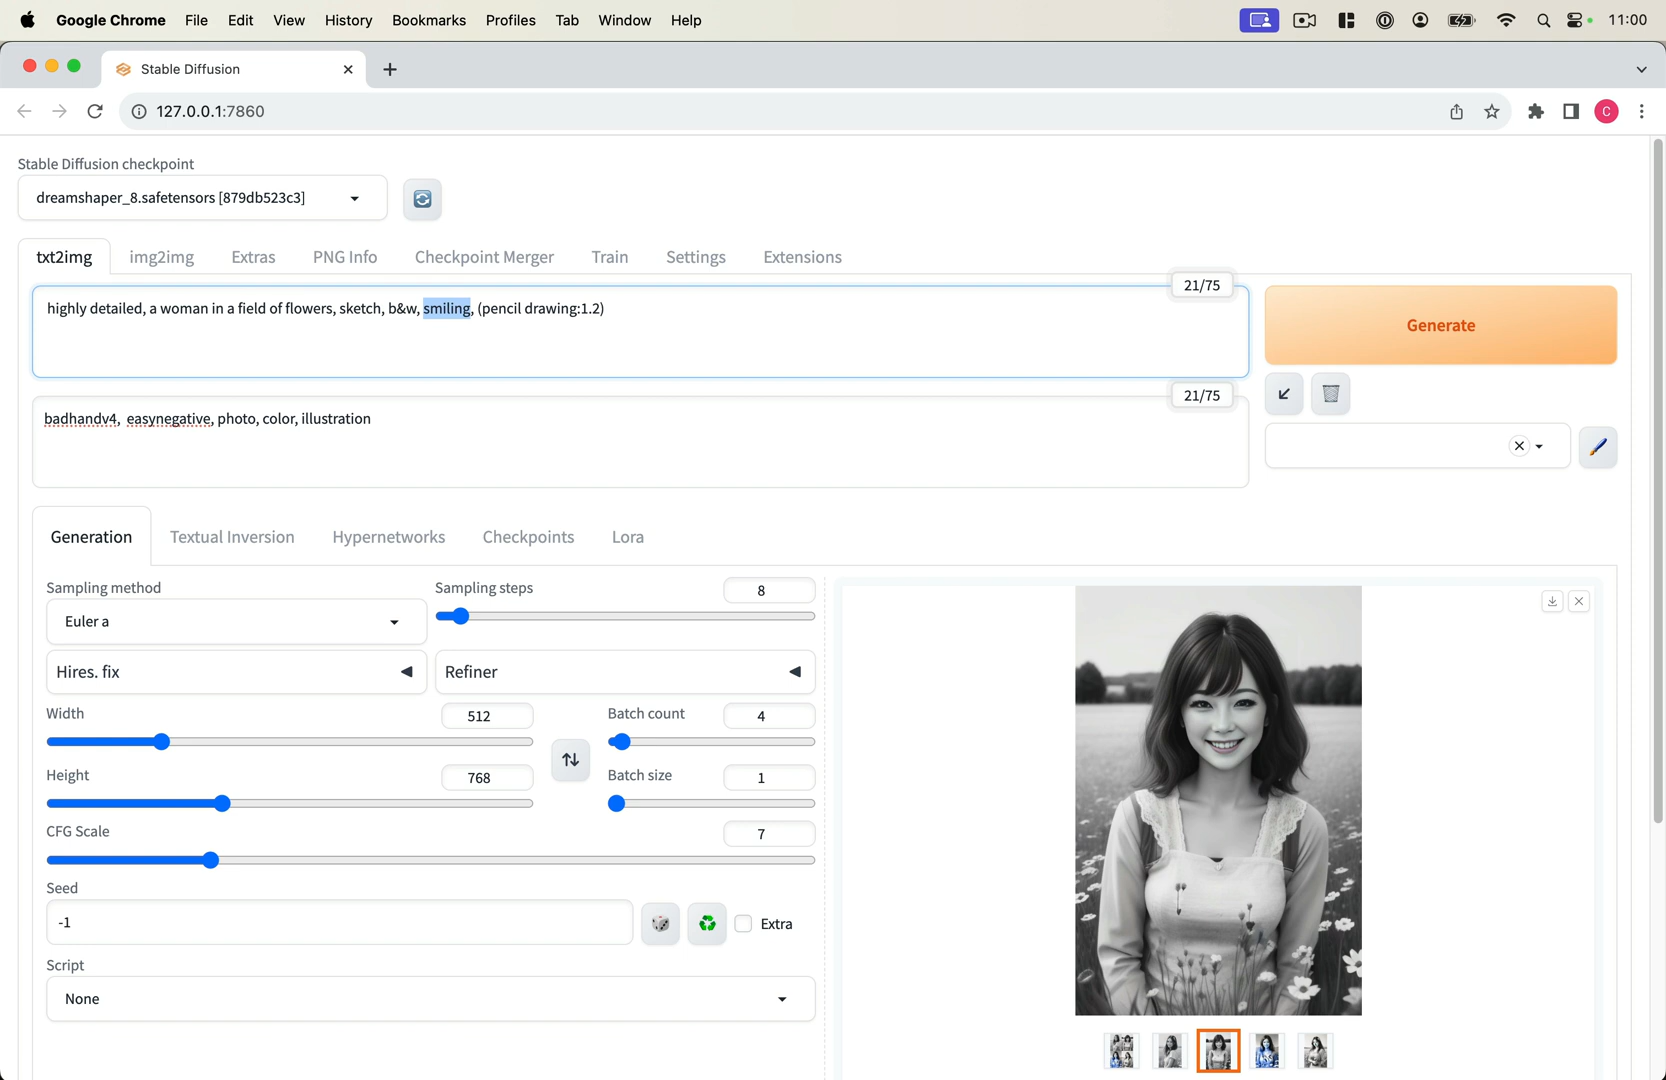 Google Chrome File Edit View History Bookmarks Profiles Tab Window Help 11:00
Stable Diffusion
127.0.0.1:7860
C
Stable Diffusion checkpoint
dreamshaper_8.safetensors [879db523c3]
txt2img img2img Extras PNG Info Checkpoint Merger Train Settings Extensions
21/75
highly detailed, a woman in a field of flowers, sketch, b&w, smiling, (pencil drawing:1.2)
Generate
21/75
badhandv4, easynegative, photo, color, illustration
Generation Textual Inversion Hypernetworks Checkpoints Lora
Sampling method
Euler a
Sampling steps
8
Hires. fix
Refiner
Width
512
Batch count
4
Height
768
Batch size
1
CFG Scale
7
Seed
-1
Extra
Script
None